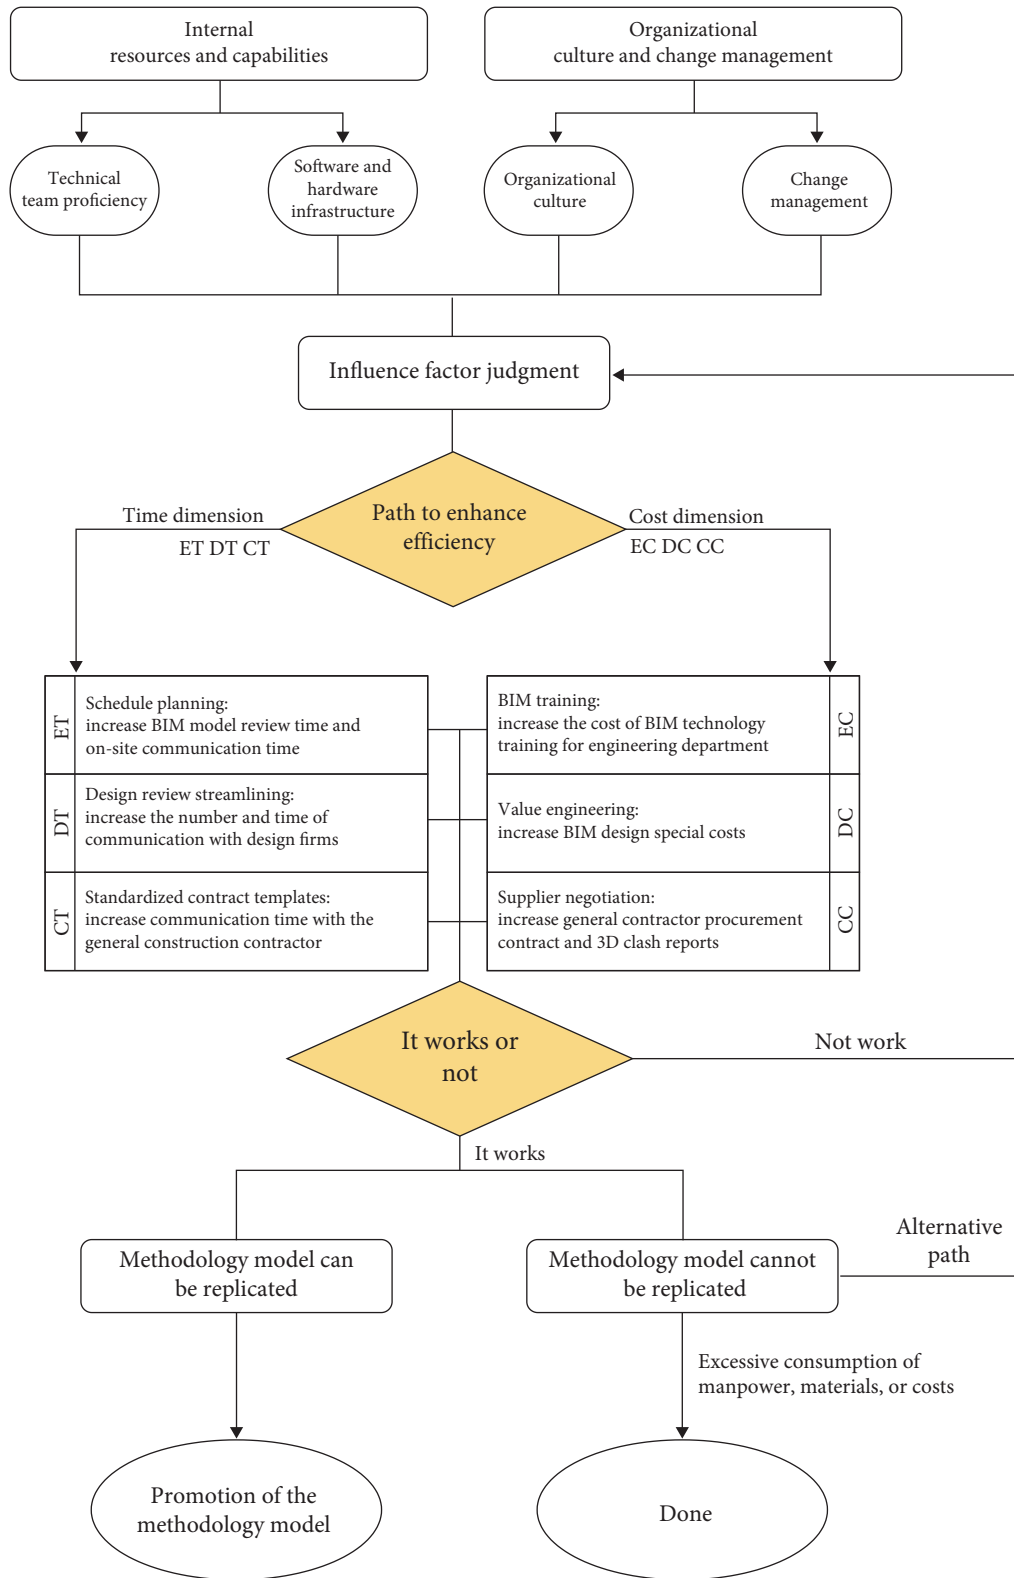 Internal
resources and capabilities
Organizational
culture and change management
Technical
team proficiency
Software and
hardware
infrastructure
Organizational
culture
Change
management
Influence factor judgment
Path to enhance
efficiency
Time dimension
ET DT CT
Cost dimension
EC DC CC
ET
Schedule planning:
increase BIM model review time and
on-site communication time
BIM training:
increase the cost of BIM technology
training for engineering department
EC
DT
Design review streamlining:
increase the number and time of
communication with design firms
Value engineering:
increase BIM design special costs
DC
CT
Standardized contract templates:
increase communication time with the
general construction contractor
Supplier negotiation:
increase general contractor procurement
contract and 3D clash reports
CC
It works or
not
Not work
It works
Methodology model can
be replicated
Methodology model cannot
be replicated
Alternative
path
Excessive consumption of
manpower, materials, or costs
Promotion of the
methodology model
Done